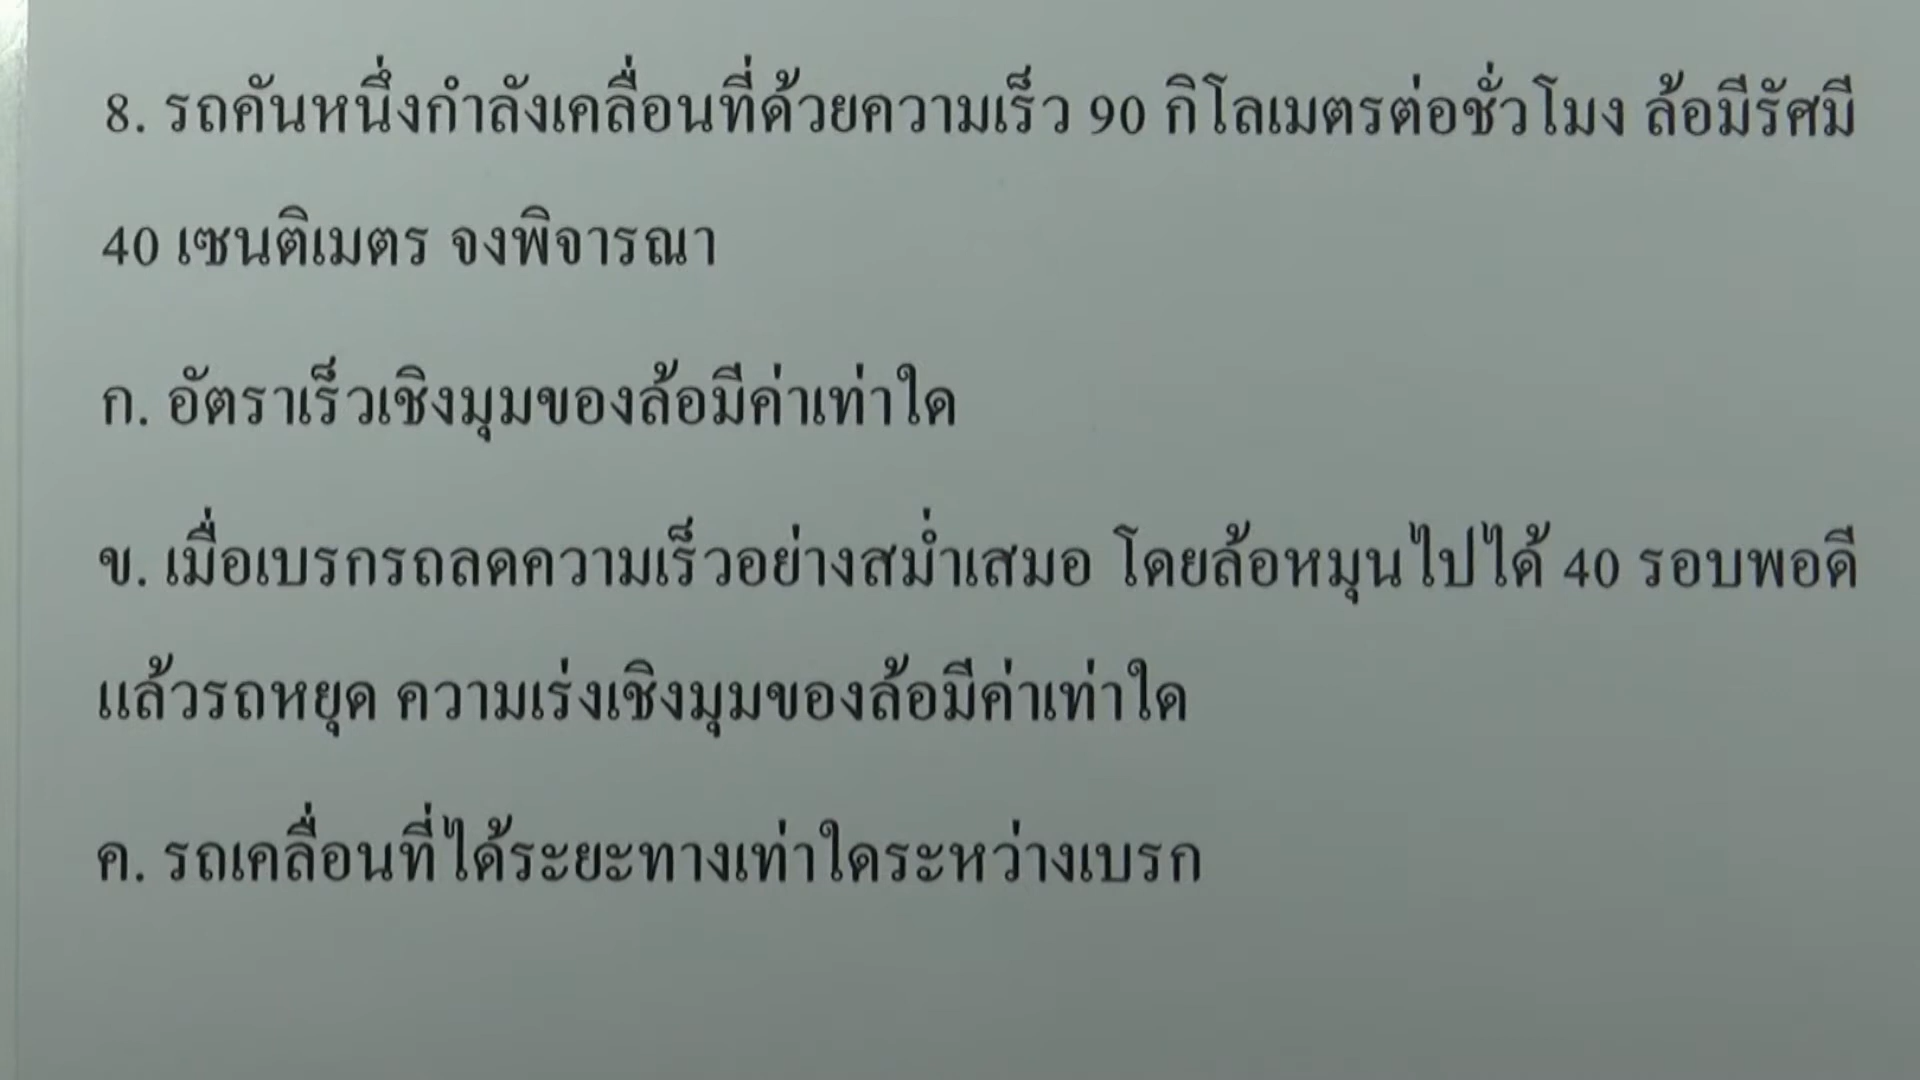 8. รถคันหนึ่งกำลังเคลื่อนที่ด้วยความเร็ว 90 กิโลเมตรต่อชั่วโมง ล้อมีรัศมี
40 เซนติเมตร จงพิจารณา
ก. อัตราเร็วเชิงมุมของล้อมีค่าเท่าใด
ข. เมื่อเบรกรถลดความเร็วอย่างสม่ำเสมอ โดยล้อหมุนไปได้ 40 รอบพอดี
แล้วรถหยุด ความเร่งเชิงมุมของล้อมีค่าเท่าใด
ค. รถเคลื่อนที่ได้ระยะทางเท่าใดระหว่างเบรก